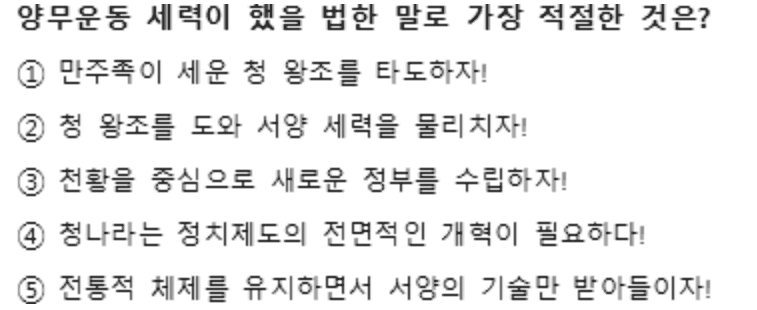 양무운동 세력이 했을 법한 말로 가장 적절한 것은?
① 만주족이 세운 청 왕조를 타도하자!
② 청 왕조를 도와 서양 세력을 물리치자!
③ 천황을 중심으로 새로운 정부를 수립하자!
④ 청나라는 정치제도의 전면적인 개혁이 필요하다!
⑤ 전통적 체제를 유지하면서 서양의 기술만 받아들이자!